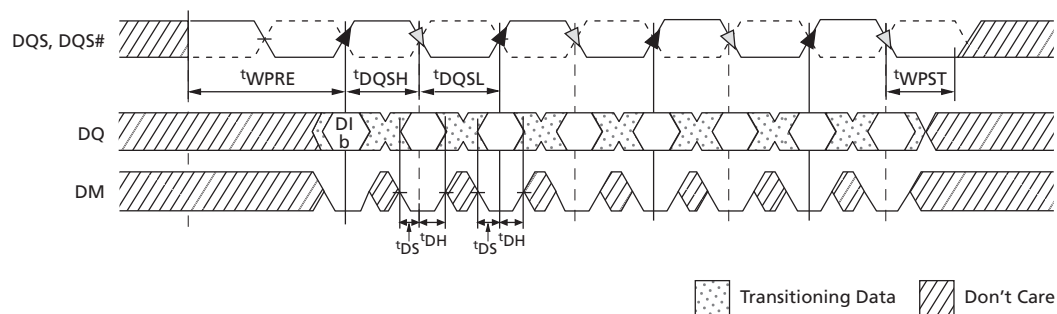 DQS, DQS#
tWPRE
tDQSH
tDQSL
tWPST
DQ
DI
b
DM
tDS
tDH
tDS
tDH
Transitioning Data
Don't Care